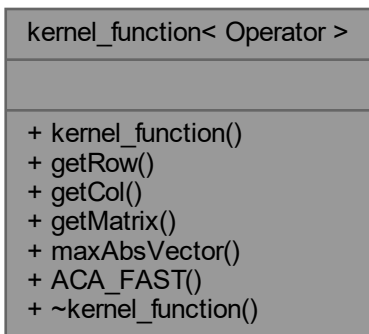 kernel_function< Operator >
+ kernel_function()
+ getRow()
+ getCol()
+ getMatrix()
+ maxAbsVector()
+ ACA_FAST()
+ ~kernel_function()